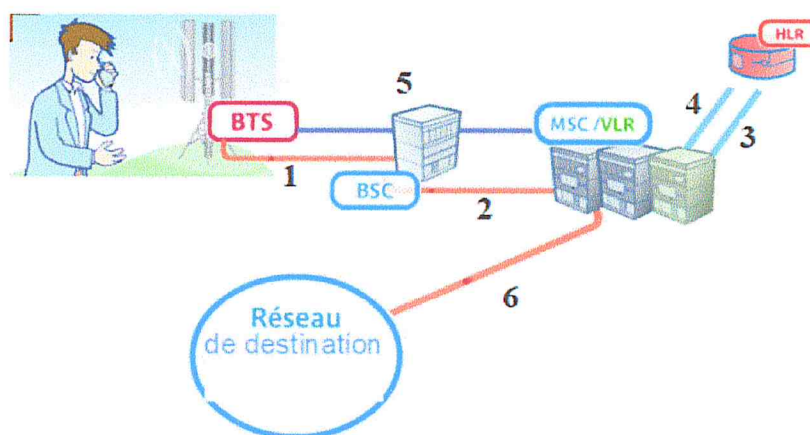 HLR
5
4
BTS
MSC/VLR
3
1
BSC
2
6
Réseau
de destination